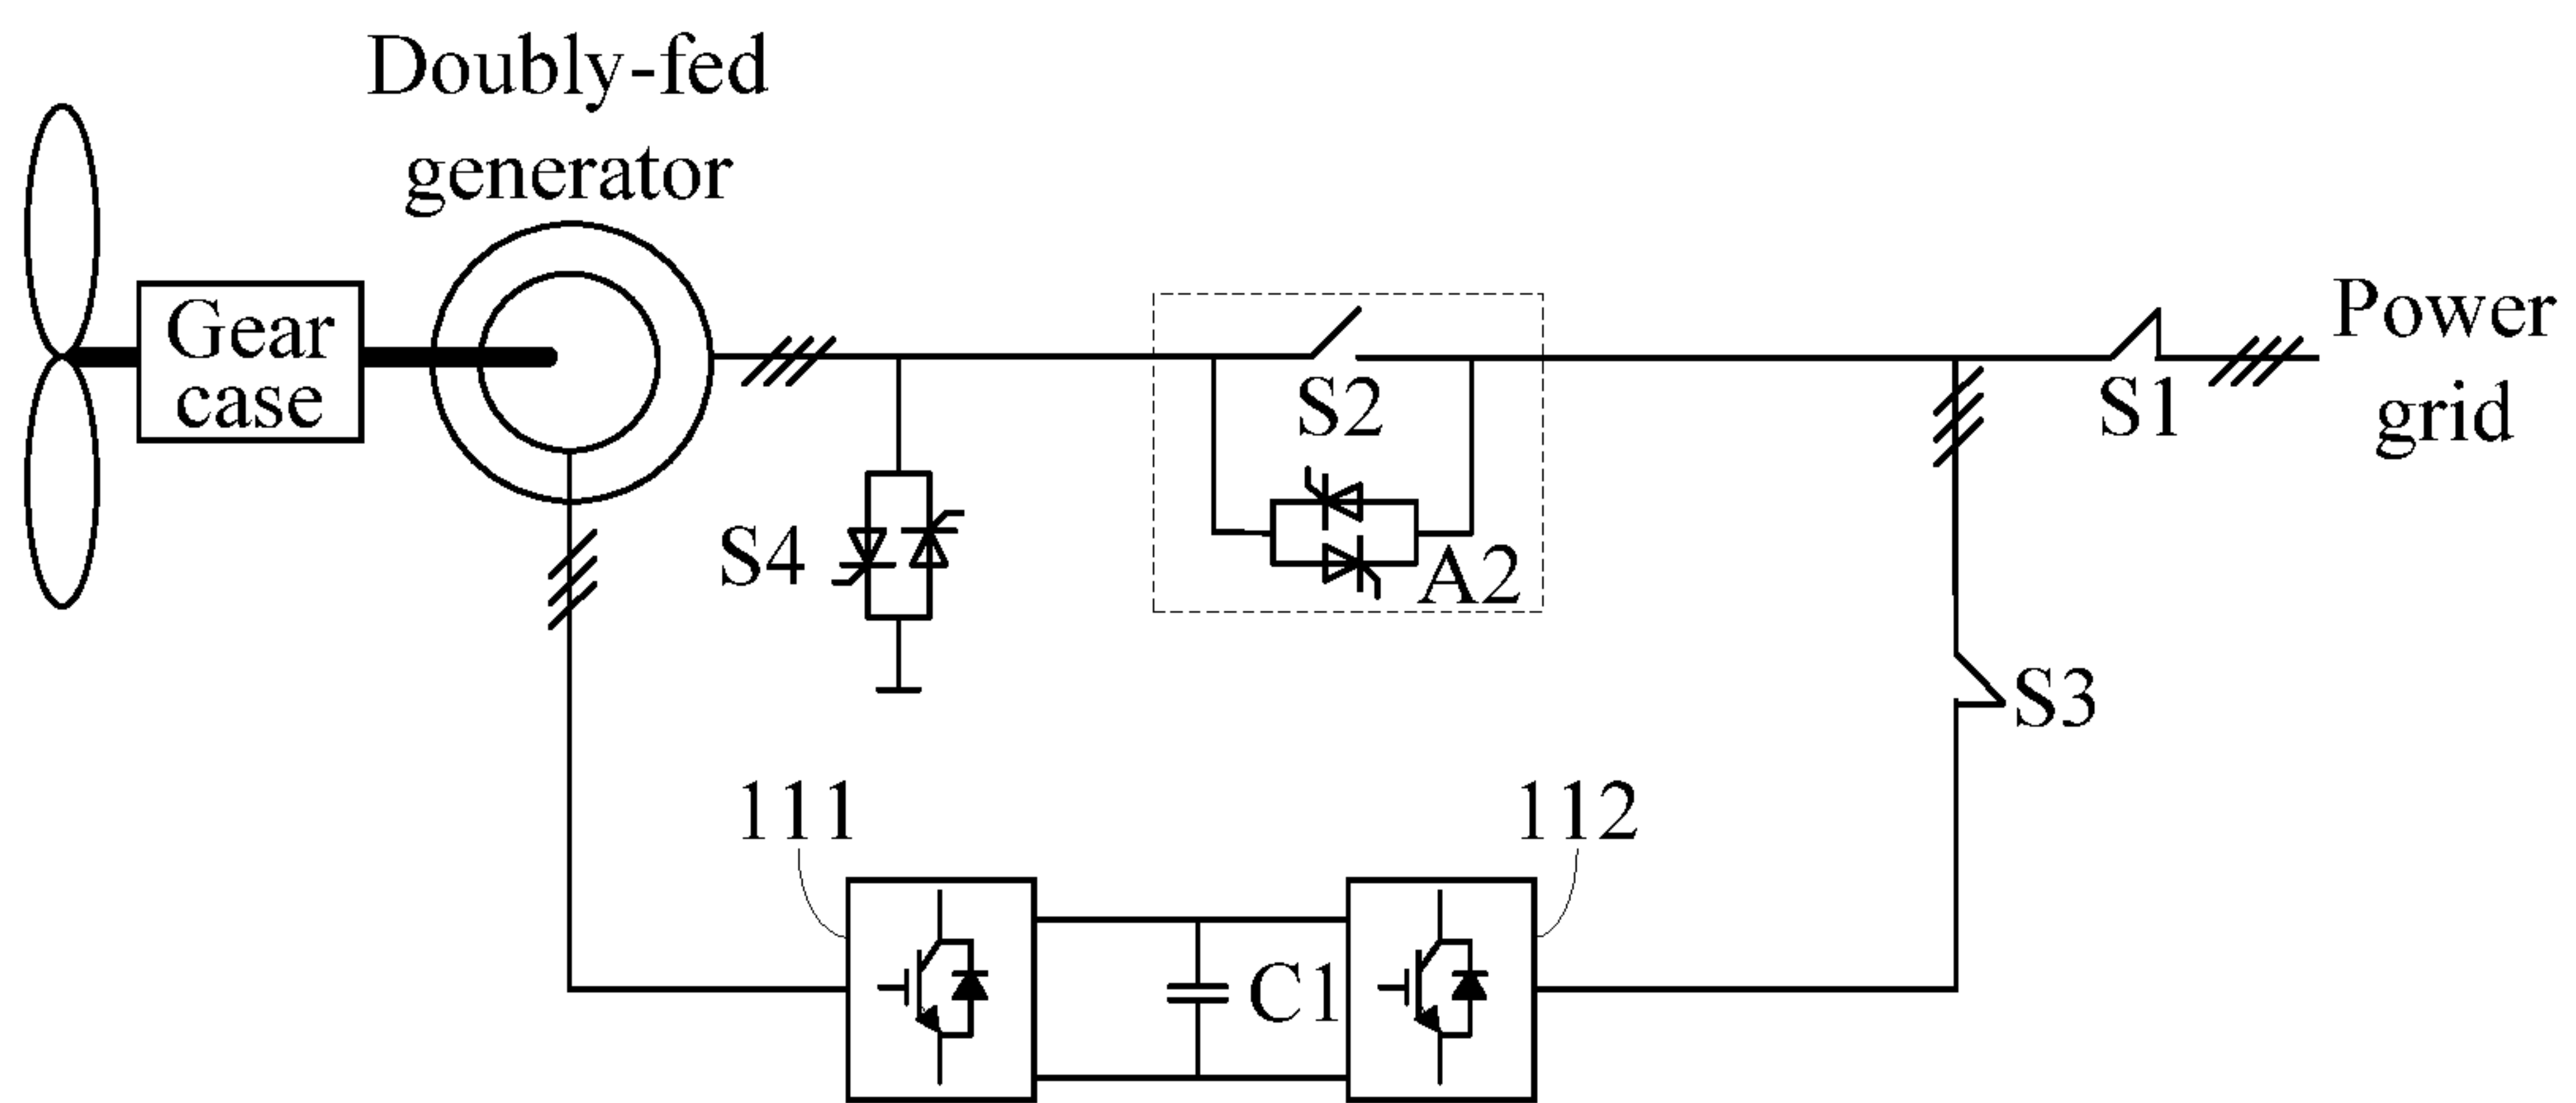 Doubly-fed
generator
Gear
case
Power
grid
S2
S1
S4
A2
S3
111
112
C1